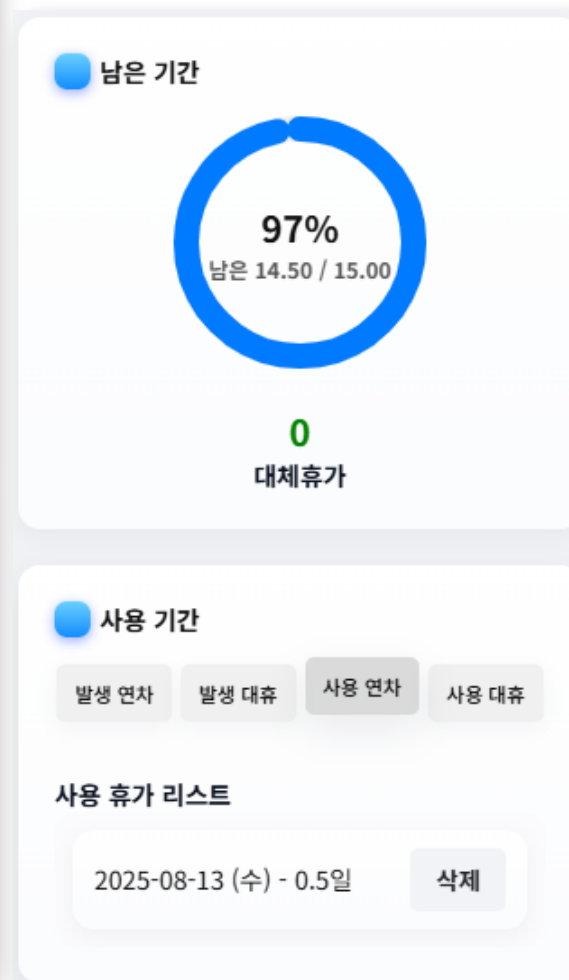 남은 기간
97%
남은 14.50 / 15.00
0
대체휴가
사용 기간
발생 연차 발생 대휴 사용 연차 사용 대휴
사용 휴가 리스트
2025-08-13 (수) - 0.5일 삭제